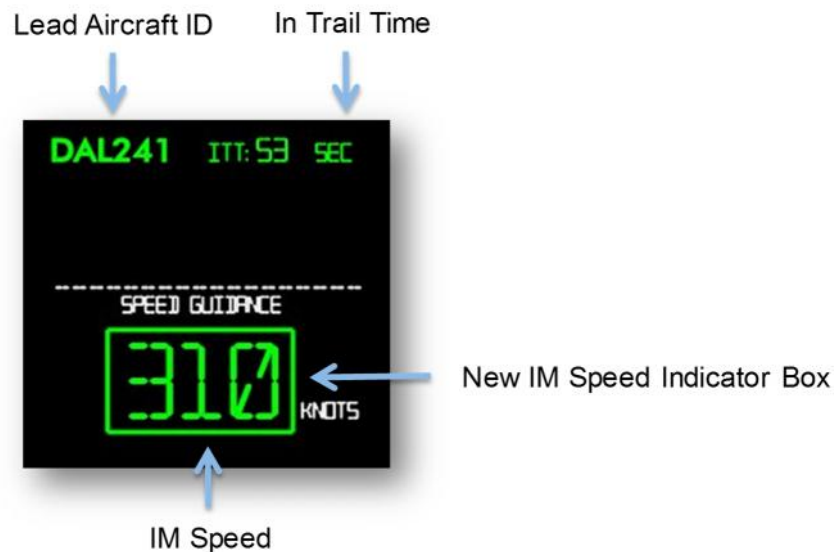 Lead Aircraft ID In Trail Time
DAL241 ITT: 53 SEC
SPEED GUIDANCE
310
New IM Speed Indicator Box
KNOTS
IM Speed